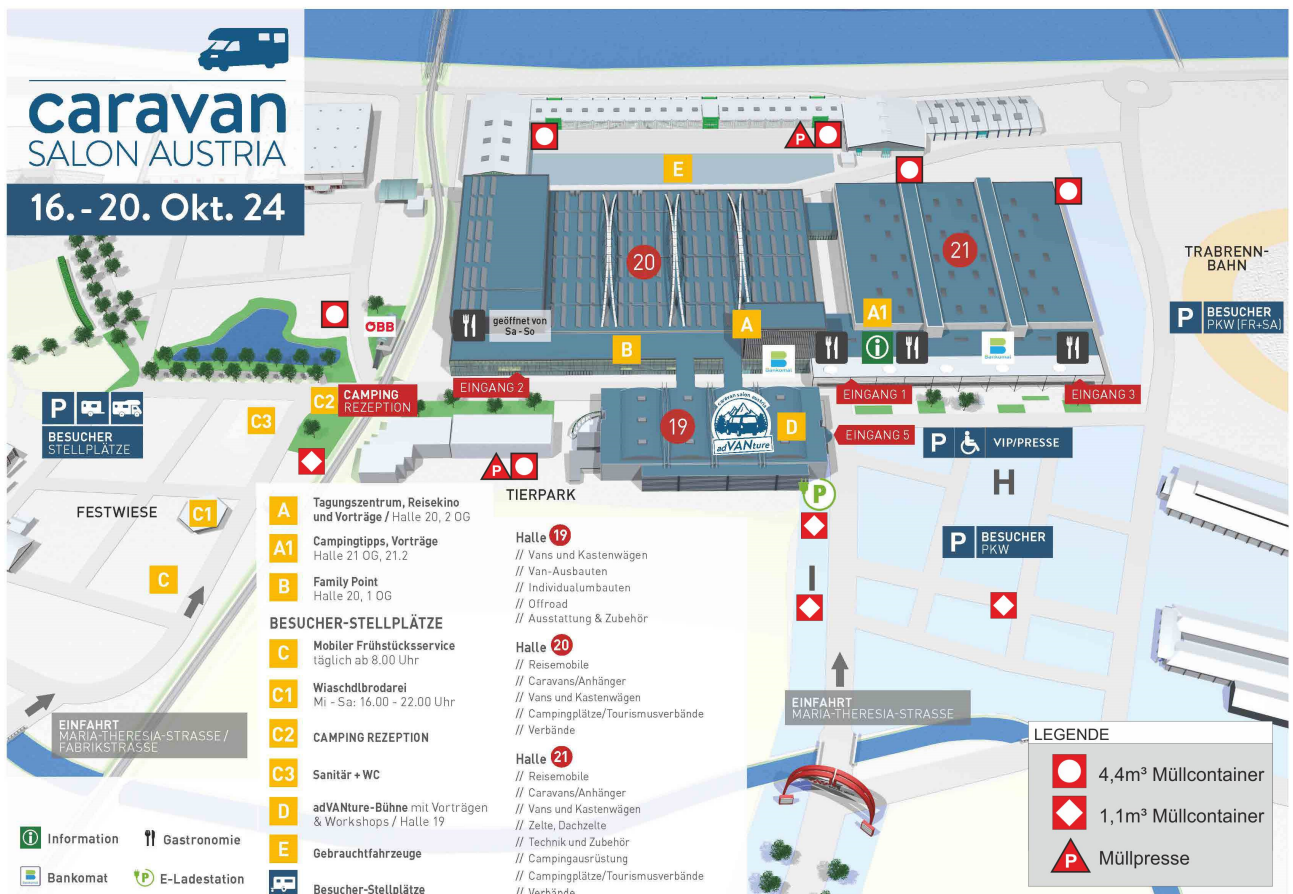 caravan
SALON AUSTRIA
16. - 20. Okt. 24
E
P
20
21
TRABRENN-
BAHN
P BESUCHER
PKW (FR+SA)
ÖBB
geöffnet von
Sa - So
A
A1
B
Bankomat
Bankomat
EINGANG 2
EINGANG 1
EINGANG 3
C2 CAMPING
REZEPTION
C3
P
BESUCHER
STELLPLÄTZE
19
caravan salon austria
adVANture
D
EINGANG 5
P VIP/PRESSE
H
P
P
TIERPARK
FESTWIESE
C1
C
P BESUCHER
PKW
I
EINFAHRT
MARIA-THERESIA-STRASSE /
FABRIKSTRASSE
EINFAHRT
MARIA-THERESIA-STRASSE
A Tagungszentrum, Reisekino
und Vorträge / Halle 20, 2 OG
A1 Campingtipps, Vorträge
Halle 21 OG, 21.2
B Family Point
Halle 20, 1 OG
BESUCHER-STELLPLÄTZE
C Mobiler Frühstücksservice
täglich ab 8.00 Uhr
C1 Wiaschdlbrodarei
Mi - Sa: 16.00 - 22.00 Uhr
C2 CAMPING REZEPTION
C3 Sanitär + WC
D adVANture-Bühne mit Vorträgen
& Workshops / Halle 19
E Gebrauchtfahrzeuge
Besucher-Stellplätze
Halle 19
// Vans und Kastenwägen
// Van-Ausbauten
// Individualumbauten
// Offroad
// Ausstattung & Zubehör
Halle 20
// Reisemobile
// Caravans/Anhänger
// Vans und Kastenwägen
// Campingplätze/Tourismusverbände
// Verbände
Halle 21
// Reisemobile
// Caravans/Anhänger
// Vans und Kastenwägen
// Zelte, Dachzelte
// Technik und Zubehör
// Campingausrüstung
// Campingplätze/Tourismusverbände
// Verbände
Information
Gastronomie
Bankomat
P E-Ladestation
LEGENDE
4,4m³ Müllcontainer
1,1m³ Müllcontainer
P Müllpresse